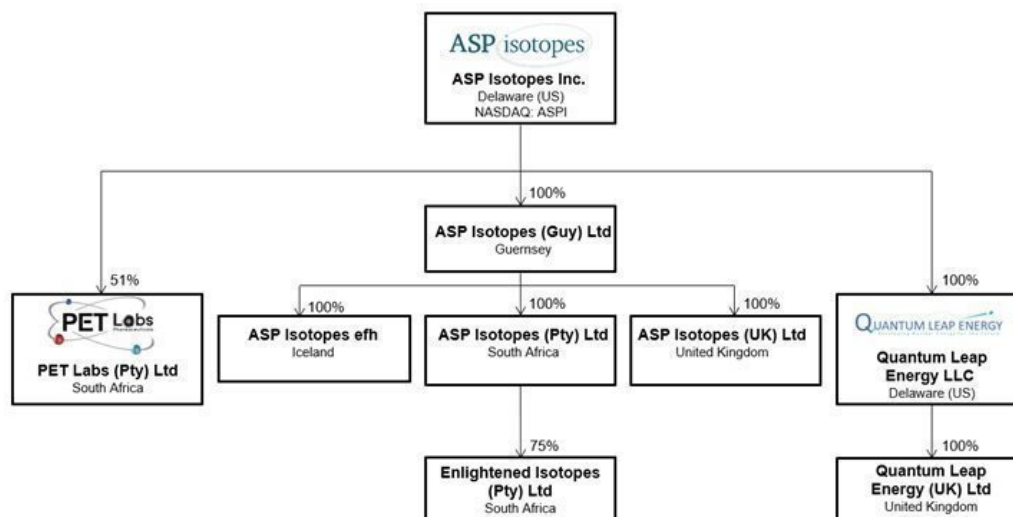 ASP isotopes
ASP Isotopes Inc.
Delaware (US)
NASDAQ: ASPI
100%
ASP Isotopes (Guy) Ltd
Guernsey
51%
PET Labs
PET Labs (Pty) Ltd
South Africa
100%
ASP Isotopes efh
Iceland
100%
ASP Isotopes (Pty) Ltd
South Africa
100%
ASP Isotopes (UK) Ltd
United Kingdom
100%
QUANTUM LEAP ENERGY
Quantum Leap
Energy LLC
Delaware (US)
75%
Enlightened Isotopes
(Pty) Ltd
South Africa
100%
Quantum Leap
Energy (UK) Ltd
United Kingdom